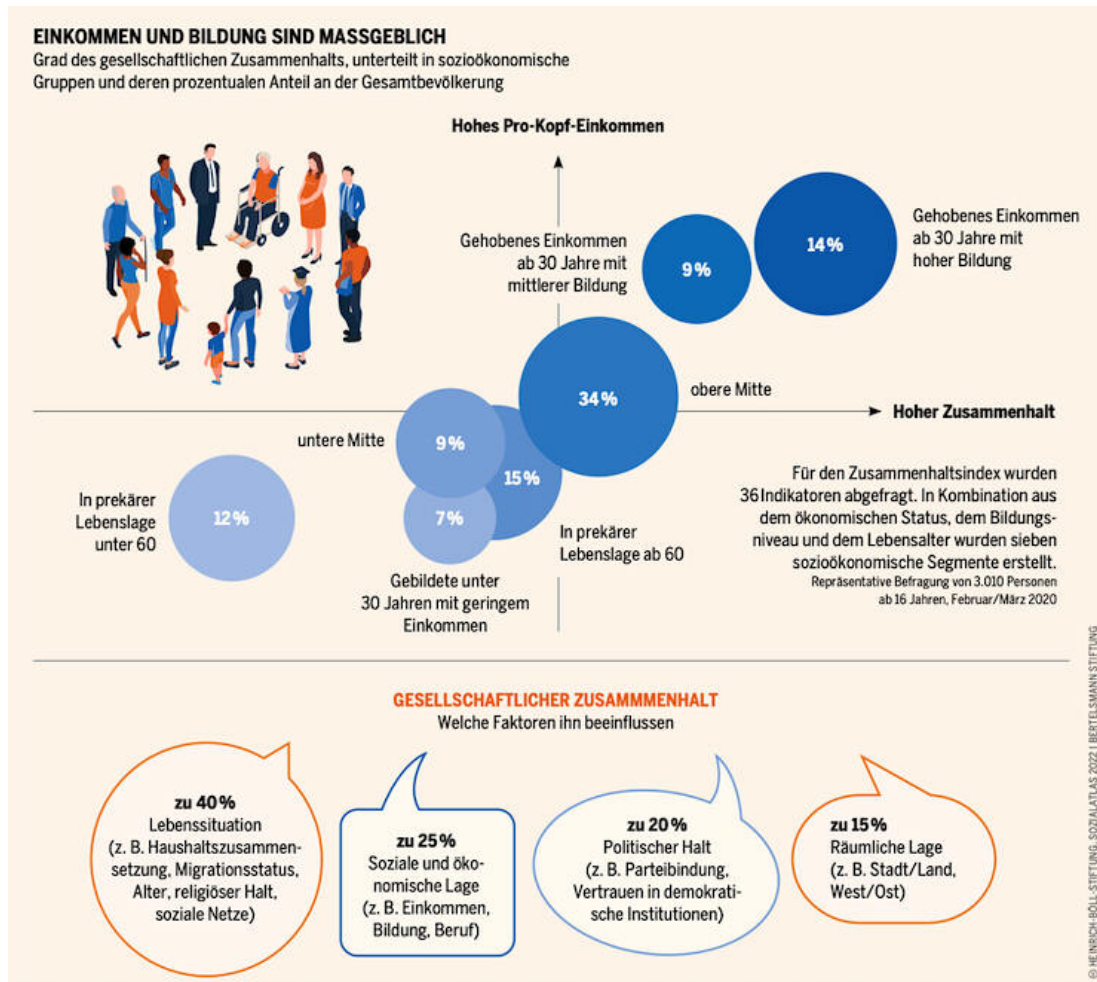 EINKOMMEN UND BILDUNG SIND MASSGEBLICH
Grad des gesellschaftlichen Zusammenhalts, unterteilt in sozioökonomische
Gruppen und deren prozentualen Anteil an der Gesamtbevölkerung
Hohes Pro-Kopf-Einkommen
Gehobenes Einkommen
ab 30 Jahre mit
mittlerer Bildung
9 %
14 %
Gehobenes Einkommen
ab 30 Jahre mit
hoher Bildung
34 %
obere Mitte
Hoher Zusammenhalt
untere Mitte
9 %
15 %
7 %
In prekärer
Lebenslage
unter 60
12 %
In prekärer
Lebenslage ab 60
Gebildete unter
30 Jahren mit geringem
Einkommen
Für den Zusammenhaltsindex wurden
36 Indikatoren abgefragt. In Kombination aus
dem ökonomischen Status, dem Bildungs-
niveau und dem Lebensalter wurden sieben
sozioökonomische Segmente erstellt.
Repräsentative Befragung von 3.010 Personen
ab 16 Jahren, Februar/März 2020
GESELLSCHAFTLICHER ZUSAMMMENHALT
Welche Faktoren ihn beeinflussen
zu 40 %
Lebenssituation
(z. B. Haushaltszusammen-
setzung, Migrationsstatus,
Alter, religiöser Halt,
soziale Netze)
zu 25 %
Soziale und öko-
nomische Lage
(z. B. Einkommen,
Bildung, Beruf)
zu 20 %
Politischer Halt
(z. B. Parteibindung,
Vertrauen in demokrati-
sche Institutionen)
zu 15 %
Räumliche Lage
(z. B. Stadt/Land,
West/Ost)
© HEINRICH-BÖLL-STIFTUNG, SOZIALATLAS 2022 | BERTELSMANN STIFTUNG